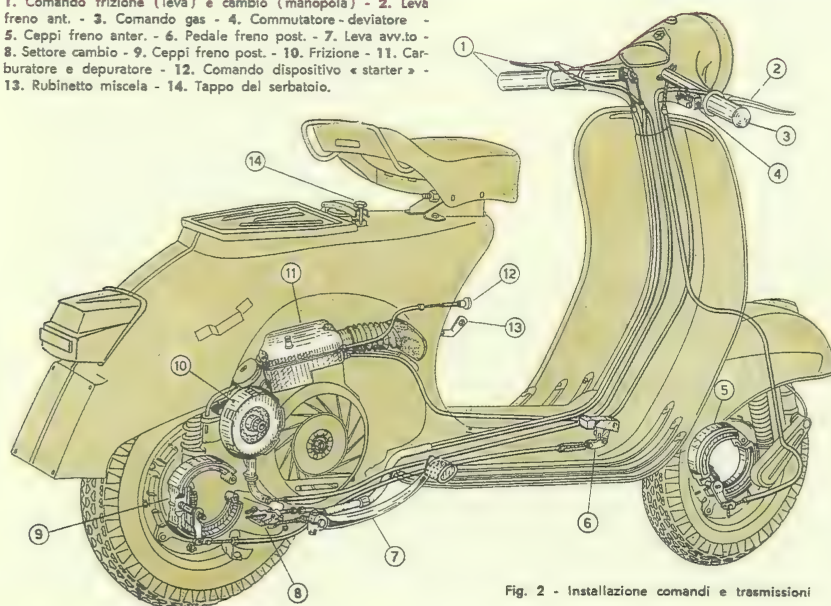 1. Comando frizione (leva) e cambio (manopola) - 2. Leva
freno ant. - 3. Comando gas - 4. Commutatore - deviatore -
5. Ceppi freno anter. - 6. Pedale freno post. - 7. Leva avv.to -
8. Settore cambio - 9. Ceppi freno post. - 10. Frizione - 11. Car-
buratore e depuratore - 12. Comando dispositivo « starter » -
13. Rubinetto miscela - 14. Tappo del serbatoio.
1
2
3
4
14
11
12
13
10
5
6
9
7
8
Fig. 2 - Installazione comandi e trasmissioni